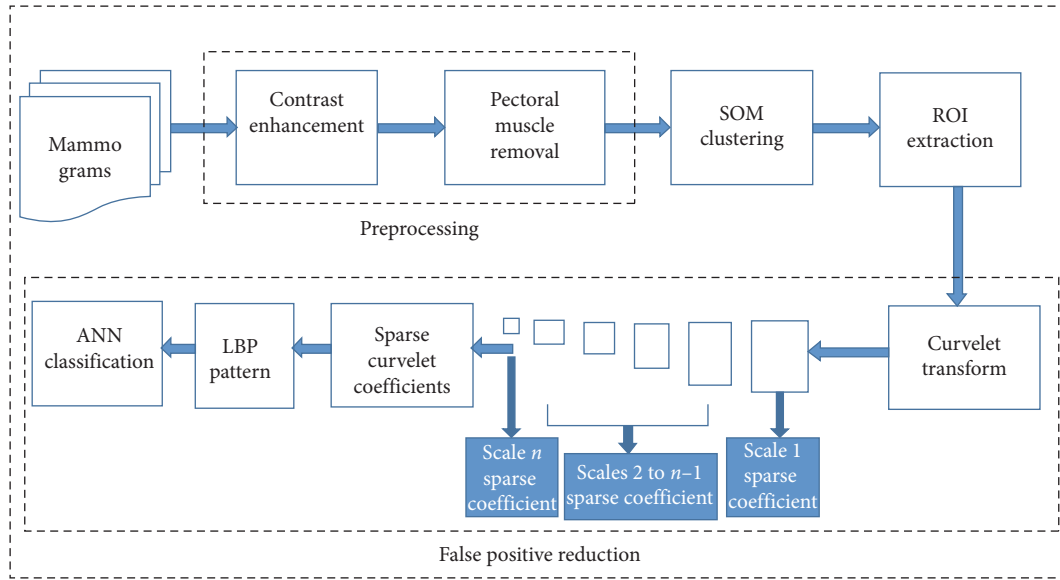 Mammo
grams
Contrast
enhancement
Pectoral
muscle
removal
SOM
clustering
ROI
extraction
Preprocessing
ANN
classification
LBP
pattern
Sparse
curvelet
coefficients
Curvelet
transform
Scale n
sparse
coefficient
Scales 2 to n–1
sparse coefficient
Scale 1
sparse
coefficient
False positive reduction